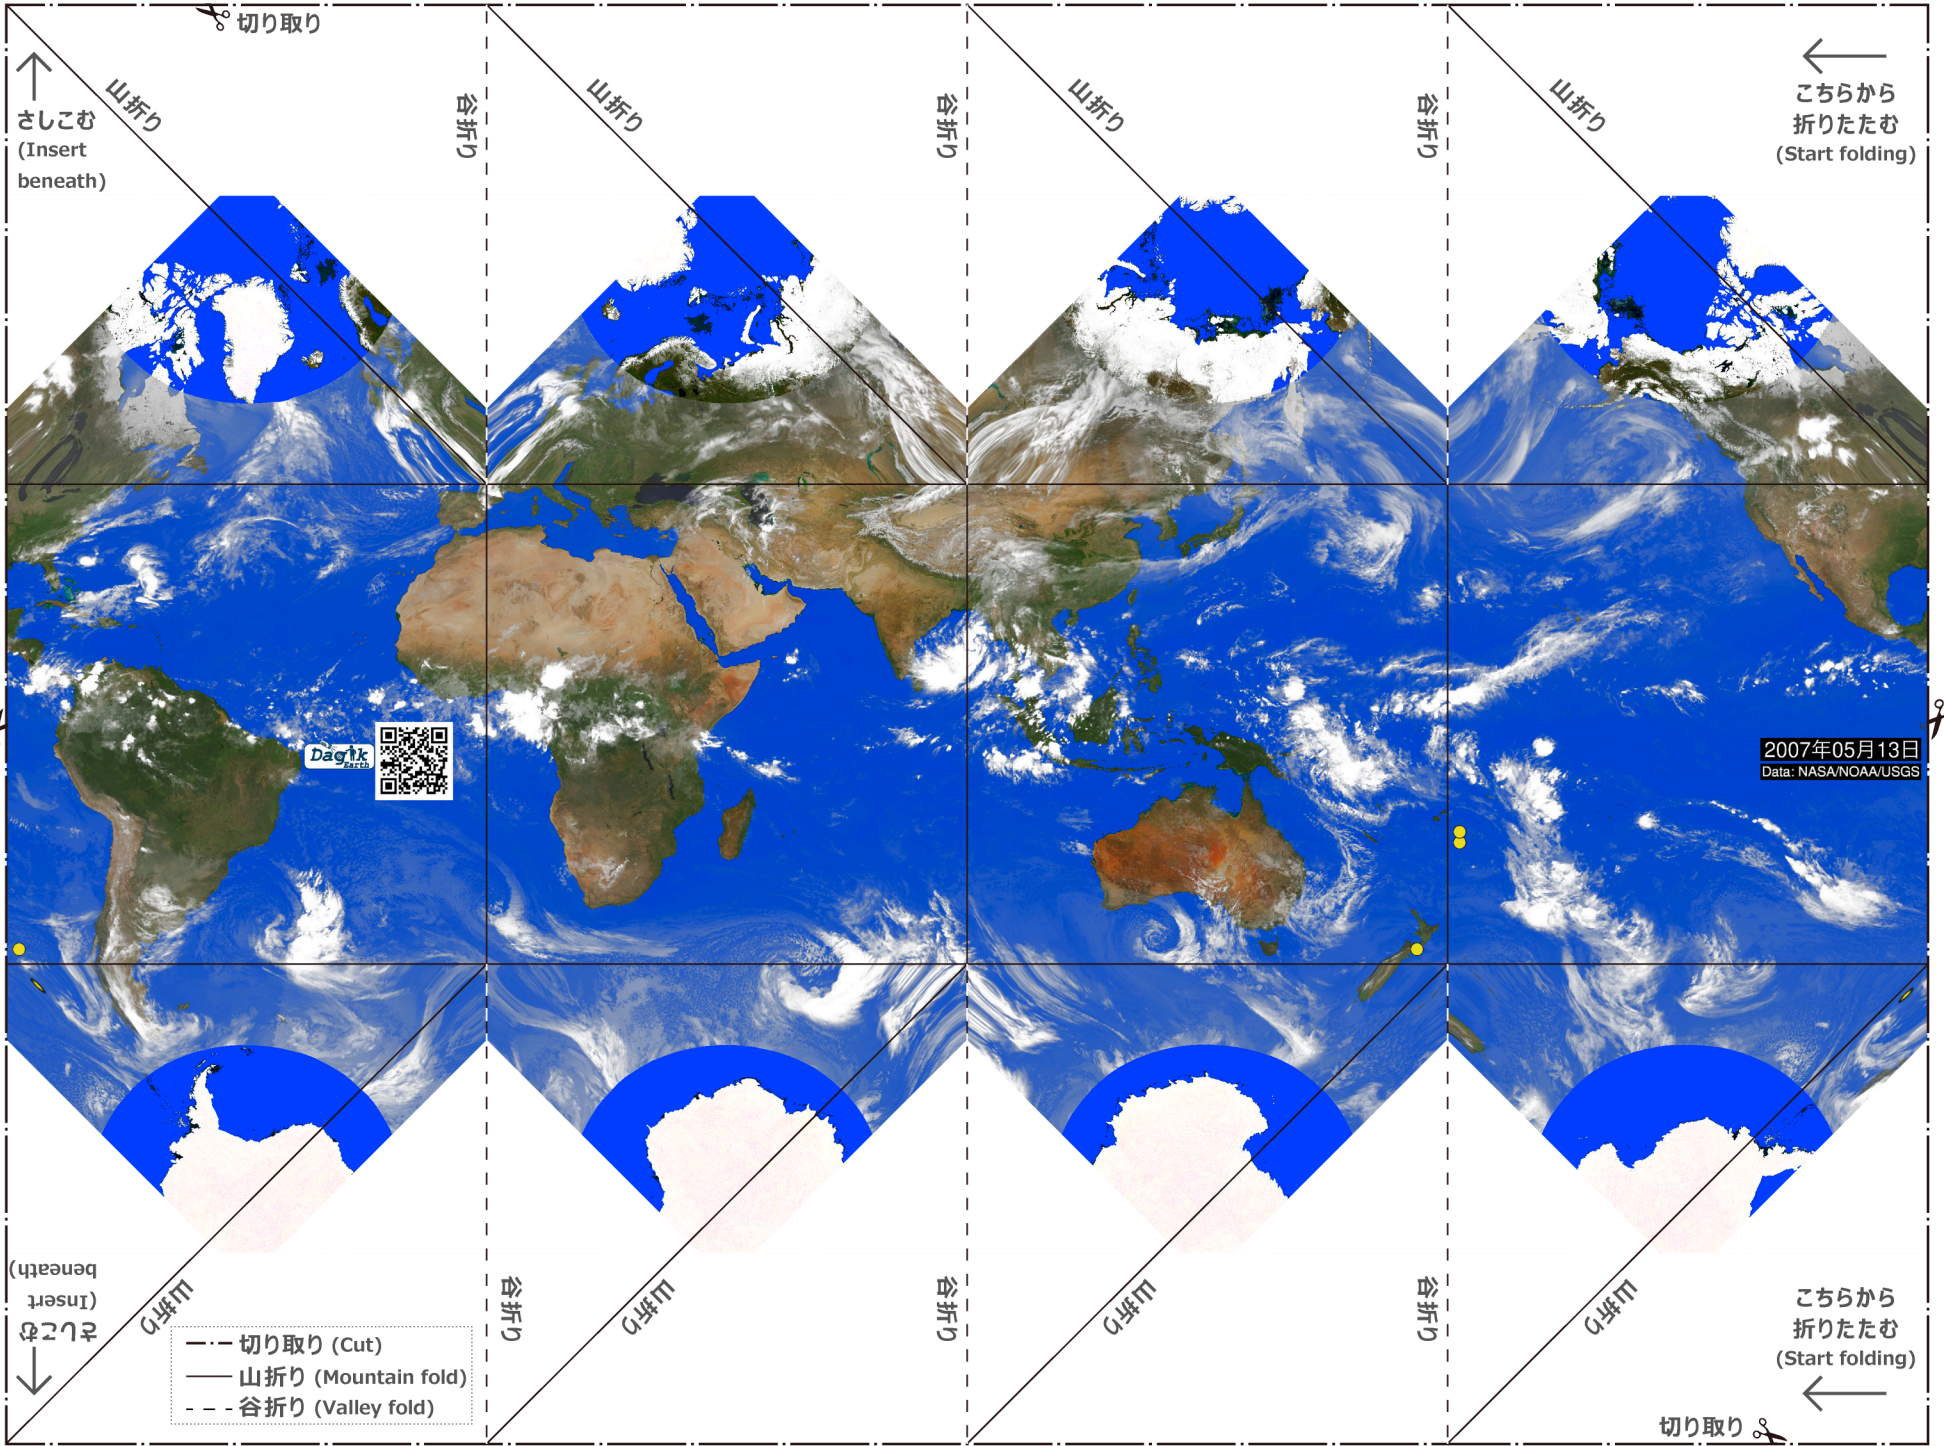 切り取り
山折り
谷折り
山折り
谷折り
山折り
谷折り
山折り
さしこむ
(Insert
beneath)
こちらから
折りたたむ
(Start folding)
Dagik
Earth
2007年05月13日
Data: NASA/NOAA/USGS
さしこむ
(Insert
beneath)
山折り
谷折り
山折り
谷折り
山折り
谷折り
山折り
こちらから
折りたたむ
(Start folding)
切り取り (Cut)
山折り (Mountain fold)
谷折り (Valley fold)
切り取り